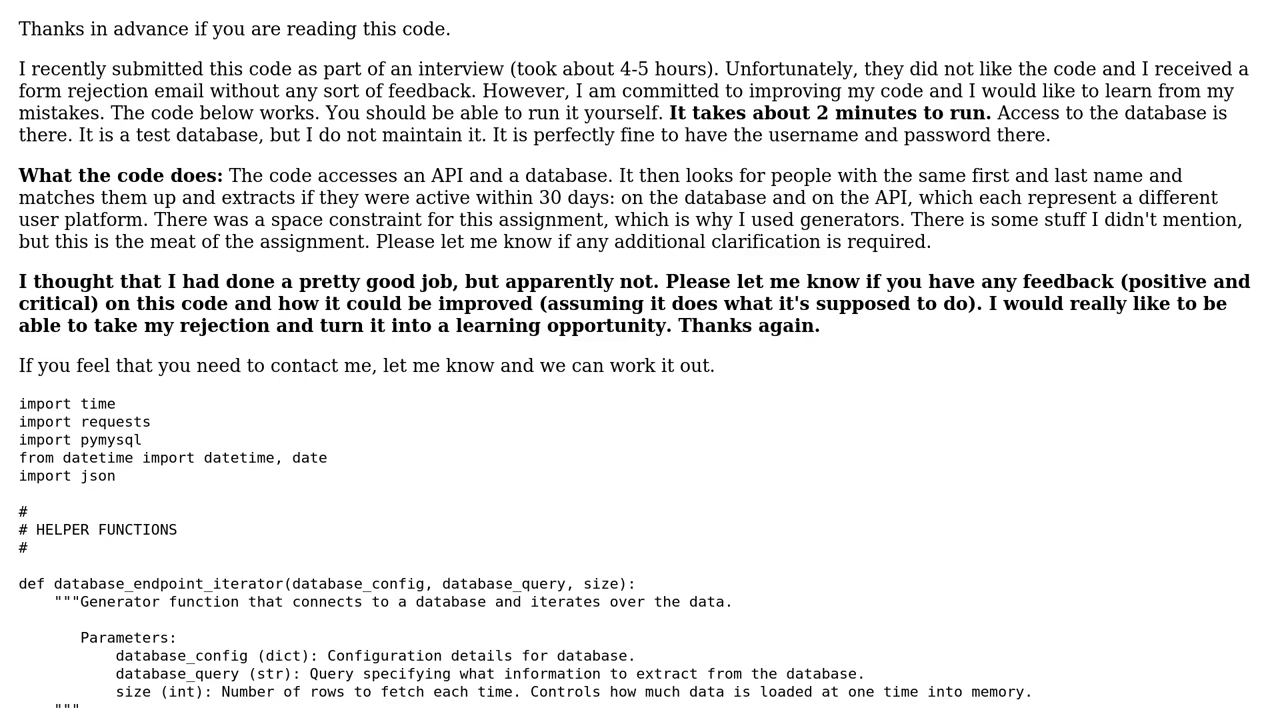 Thanks in advance if you are reading this code.
I recently submitted this code as part of an interview (took about 4-5 hours). Unfortunately, they did not like the code and I received a
form rejection email without any sort of feedback. However, I am committed to improving my code and I would like to learn from my
mistakes. The code below works. You should be able to run it yourself. It takes about 2 minutes to run. Access to the database is
there. It is a test database, but I do not maintain it. It is perfectly fine to have the username and password there.
What the code does: The code accesses an API and a database. It then looks for people with the same first and last name and
matches them up and extracts if they were active within 30 days: on the database and on the API, which each represent a different
user platform. There was a space constraint for this assignment, which is why I used generators. There is some stuff I didn't mention,
but this is the meat of the assignment. Please let me know if any additional clarification is required.
I thought that I had done a pretty good job, but apparently not. Please let me know if you have any feedback (positive and
critical) on this code and how it could be improved (assuming it does what it's supposed to do). I would really like to be
able to take my rejection and turn it into a learning opportunity. Thanks again.
If you feel that you need to contact me, let me know and we can work it out.
import time
import requests
import pymysql
from datetime import datetime, date
import json
#
# HELPER FUNCTIONS
#
def database_endpoint_iterator(database_config, database_query, size):
    """Generator function that connects to a database and iterates over the data.
       Parameters:
           database_config (dict): Configuration details for database.
           database_query (str): Query specifying what information to extract from the database.
           size (int): Number of rows to fetch each time. Controls how much data is loaded at one time into memory.
    """